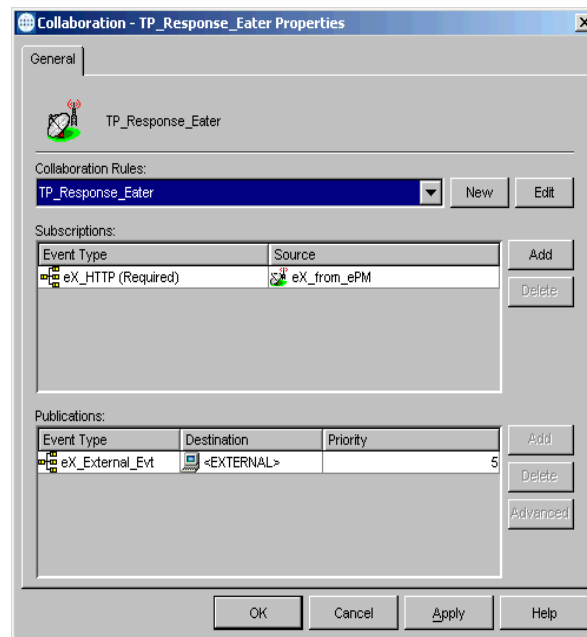 Collaboration - TP_Response_Eater Properties
General
TP_Response_Eater
Collaboration Rules:
TP_Response_Eater New Edit
Subscriptions:
Event Type Source Add
eX_HTTP (Required) eX_from_ePM
Delete
Publications:
Event Type Destination Priority Add
eX_External_Evt <EXTERNAL> 5
Delete
Advanced
OK Cancel Apply Help